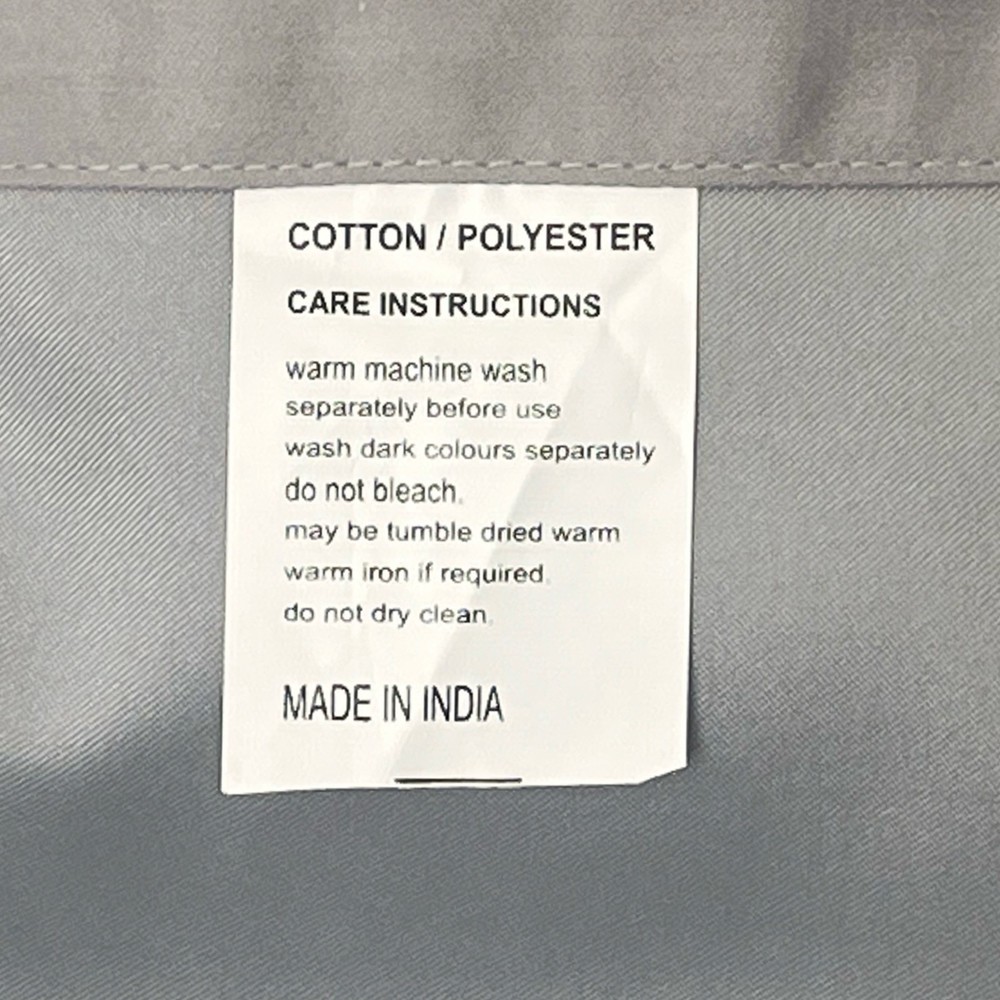 COTTON / POLYESTER
CARE INSTRUCTIONS
warm machine wash
separately before use
wash dark colours separately
do not bleach.
may be tumble dried warm
warm iron if required.
do not dry clean.
MADE IN INDIA